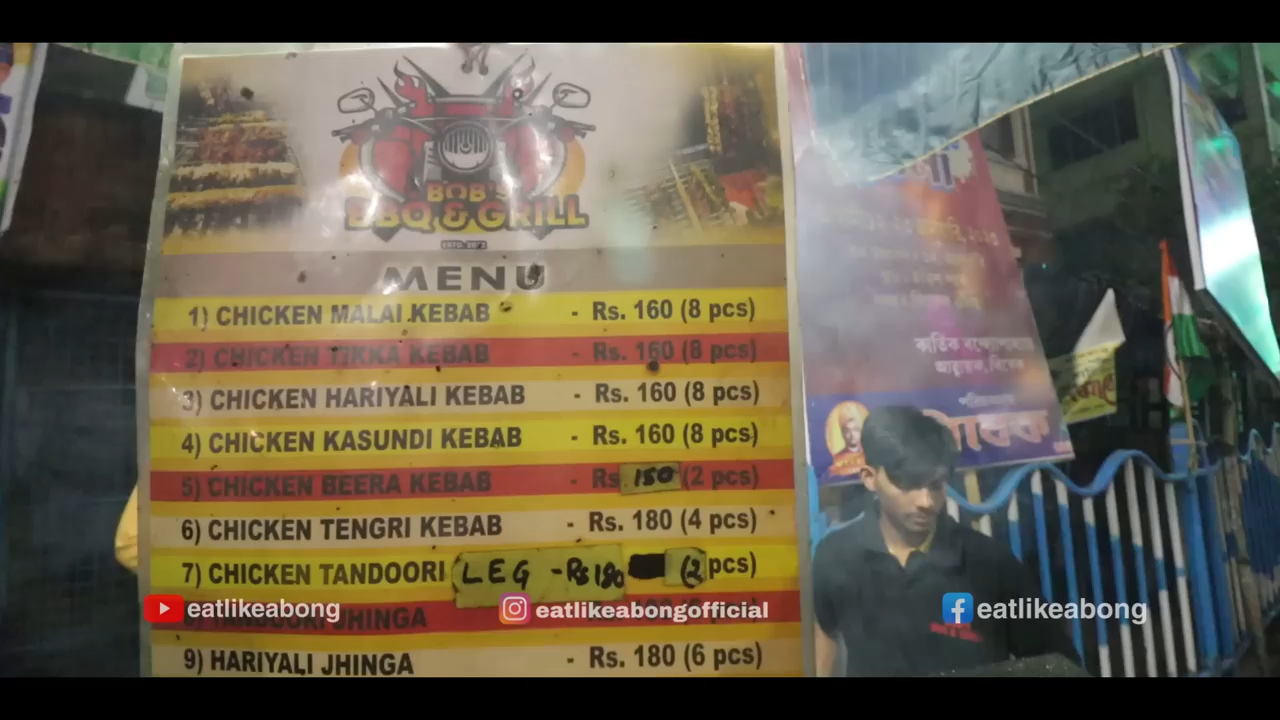 BOB'S
BBQ & GRILL
MENU
1) CHICKEN MALAI KEBAB - Rs. 160 (8 pcs)
2) CHICKEN TIKKA KEBAB - Rs. 160 (8 pcs)
3) CHICKEN HARIYALI KEBAB - Rs. 160 (8 pcs)
4) CHICKEN KASUNDI KEBAB - Rs. 160 (8 pcs)
5) CHICKEN BEERA KEBAB - Rs 150 (2 pcs)
6) CHICKEN TENGRI KEBAB - Rs. 180 (4 pcs)
7) CHICKEN TANDOORI LEG - Rs 180 (2 pcs)
8) TANDOORI JHINGA
9) HARIYALI JHINGA - Rs. 180 (6 pcs)
কার্তিক বন্দ্যোপাধ্যায়
আহ্বায়ক, বিবেক
eatlikeabong
eatlikeabongofficial
eatlikeabong